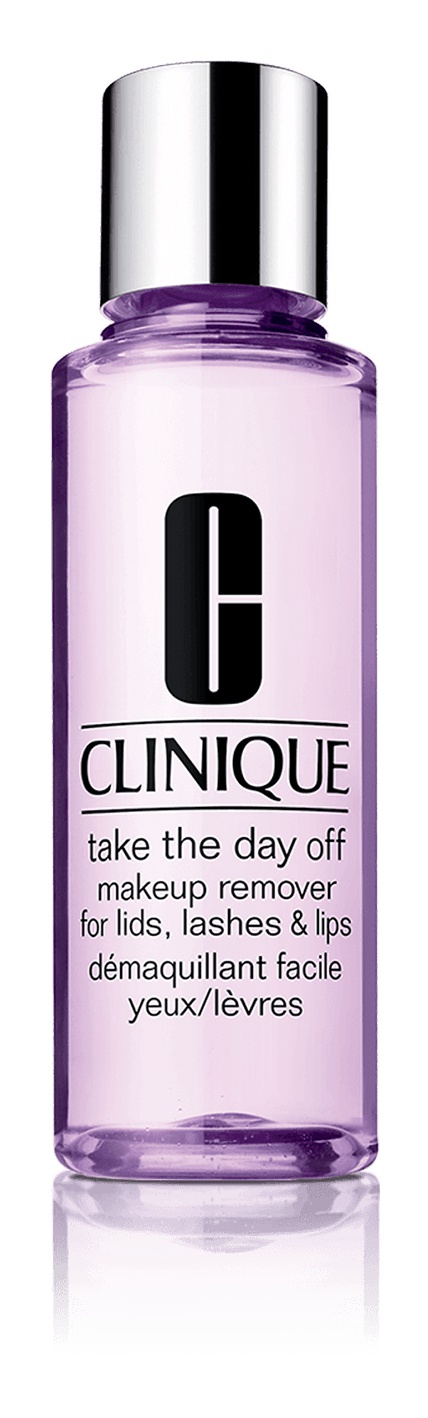 C
CLINIQUE
take the day off
makeup remover
for lids, lashes & lips
démaquillant facile
yeux/lèvres